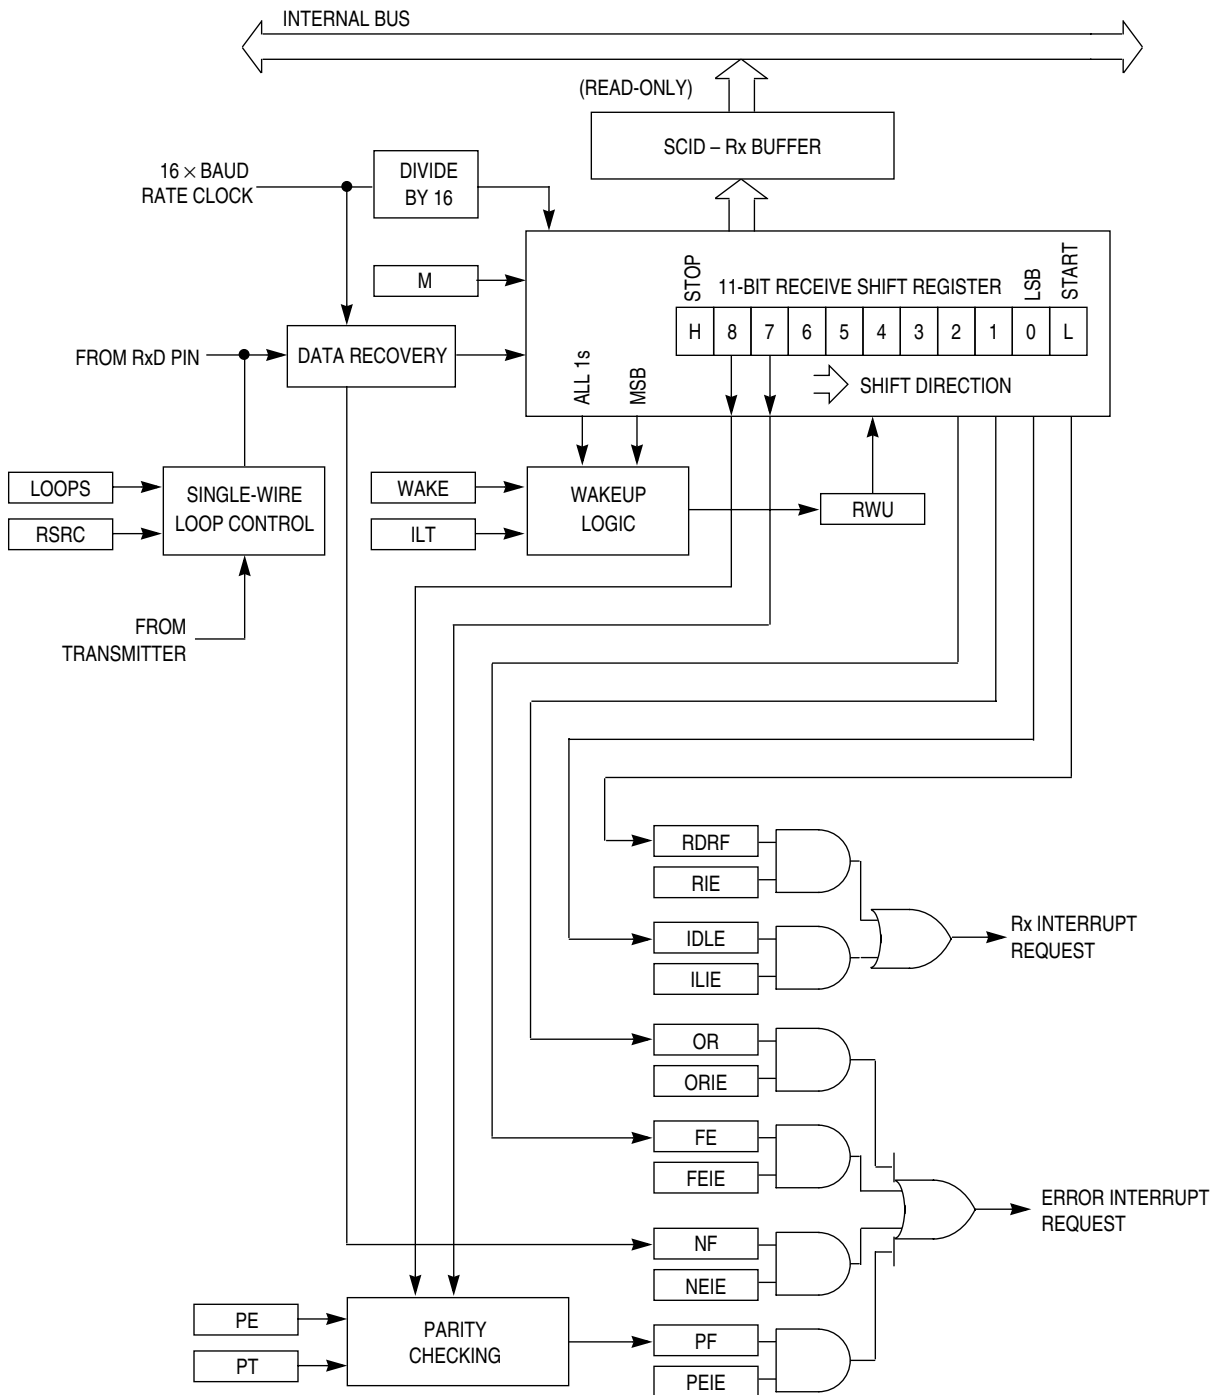 INTERNAL BUS
(READ-ONLY)
SCID – Rx BUFFER
16 × BAUD
RATE CLOCK
DIVIDE
BY 16
M
STOP
11-BIT RECEIVE SHIFT REGISTER
LSB
START
H 8 7 6 5 4 3 2 1 0 L
FROM RxD PIN
DATA RECOVERY
ALL 1s
MSB
SHIFT DIRECTION
LOOPS
RSRC
SINGLE-WIRE
LOOP CONTROL
WAKE
ILT
WAKEUP
LOGIC
RWU
FROM
TRANSMITTER
RDRF
RIE
IDLE
ILIE
Rx INTERRUPT
REQUEST
OR
ORIE
FE
FEIE
ERROR INTERRUPT
REQUEST
NF
NEIE
PE
PT
PARITY
CHECKING
PF
PEIE